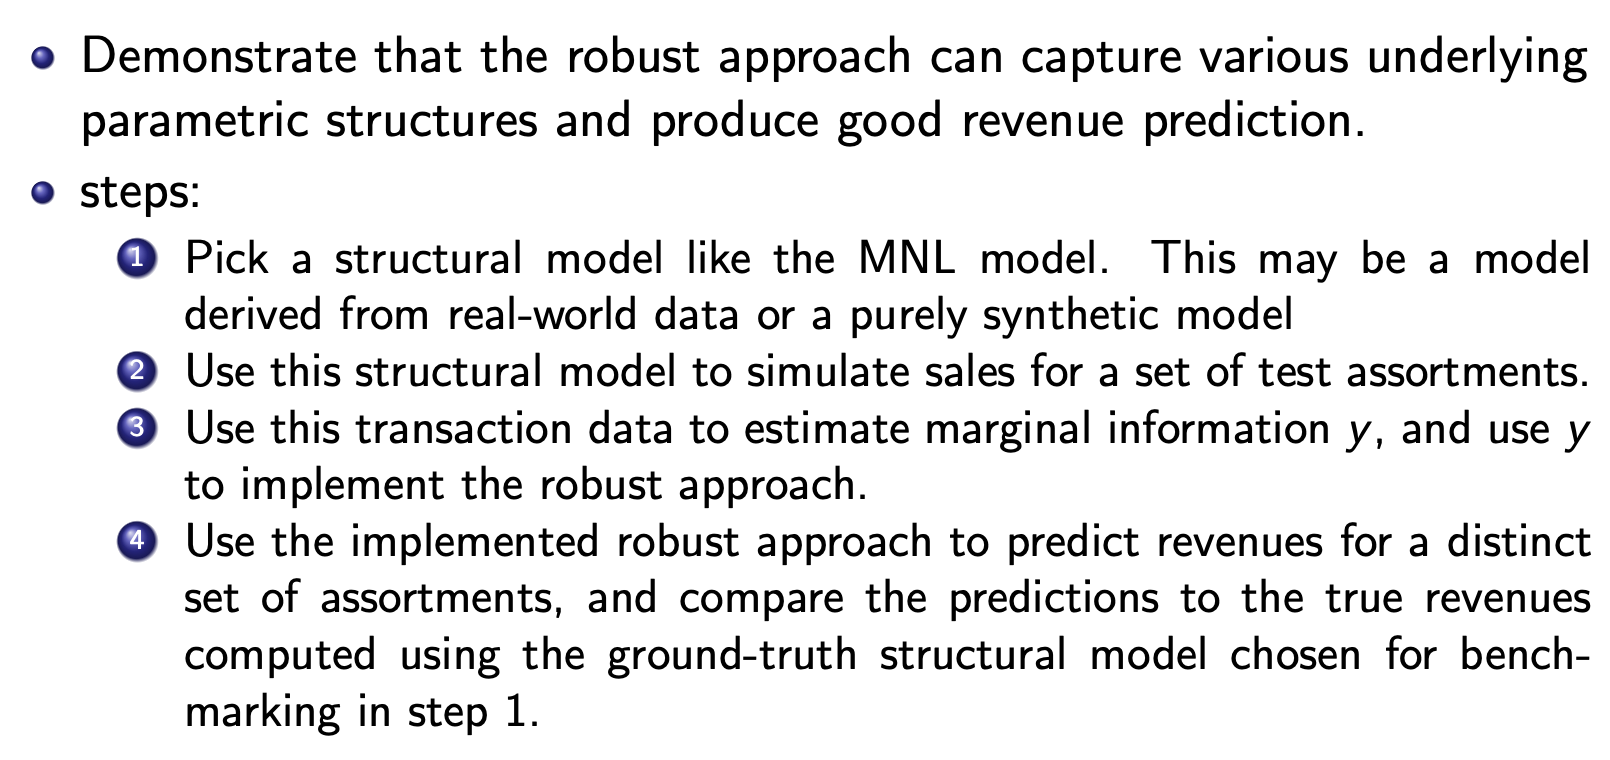 Demonstrate that the robust approach can capture various underlying
parametric structures and produce good revenue prediction.
steps:
1 Pick a structural model like the MNL model. This may be a model
derived from real-world data or a purely synthetic model
2 Use this structural model to simulate sales for a set of test assortments.
3 Use this transaction data to estimate marginal information y, and use y
to implement the robust approach.
4 Use the implemented robust approach to predict revenues for a distinct
set of assortments, and compare the predictions to the true revenues
computed using the ground-truth structural model chosen for bench-
marking in step 1.